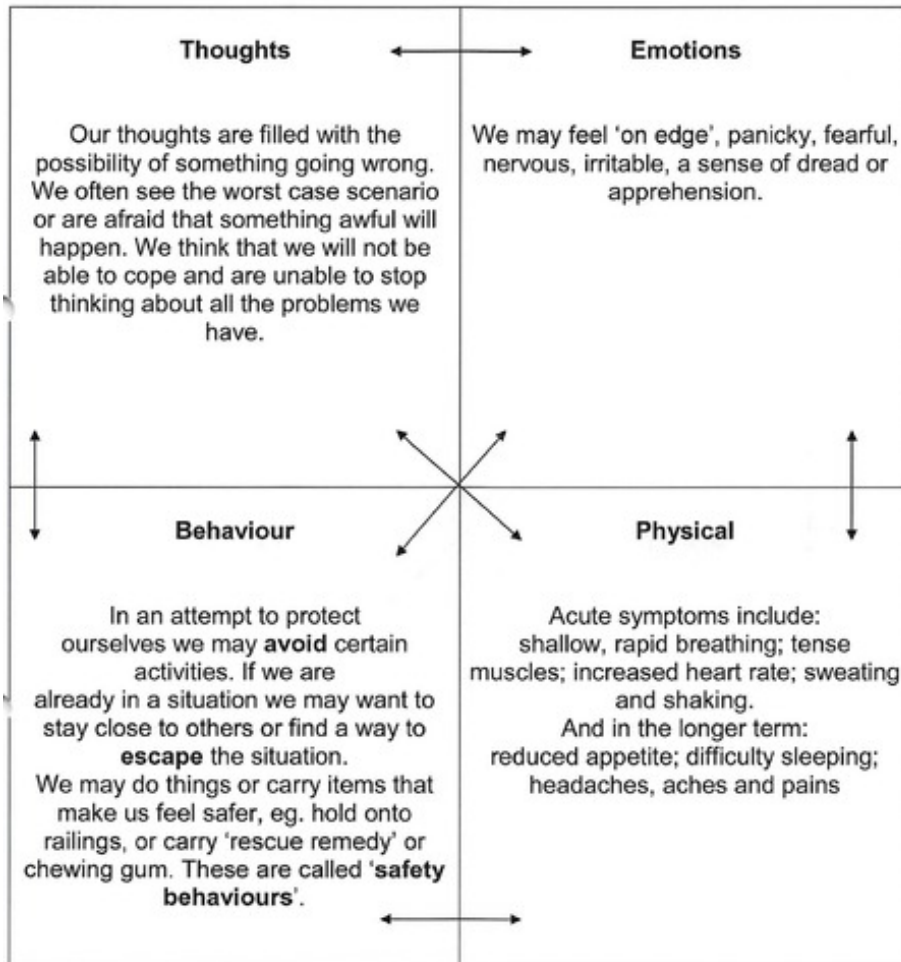 Thoughts
Our thoughts are filled with the
possibility of something going wrong.
We often see the worst case scenario
or are afraid that something awful will
happen. We think that we will not be
able to cope and are unable to stop
thinking about all the problems we
have.
Emotions
We may feel ‘on edge’, panicky, fearful,
nervous, irritable, a sense of dread or
apprehension.
Behaviour
In an attempt to protect
ourselves we may avoid certain
activities. If we are
already in a situation we may want to
stay close to others or find a way to
escape the situation.
We may do things or carry items that
make us feel safer, eg. hold onto
railings, or carry ‘rescue remedy’ or
chewing gum. These are called ‘safety
behaviours’.
Physical
Acute symptoms include:
shallow, rapid breathing; tense
muscles; increased heart rate; sweating
and shaking.
And in the longer term:
reduced appetite; difficulty sleeping;
headaches, aches and pains